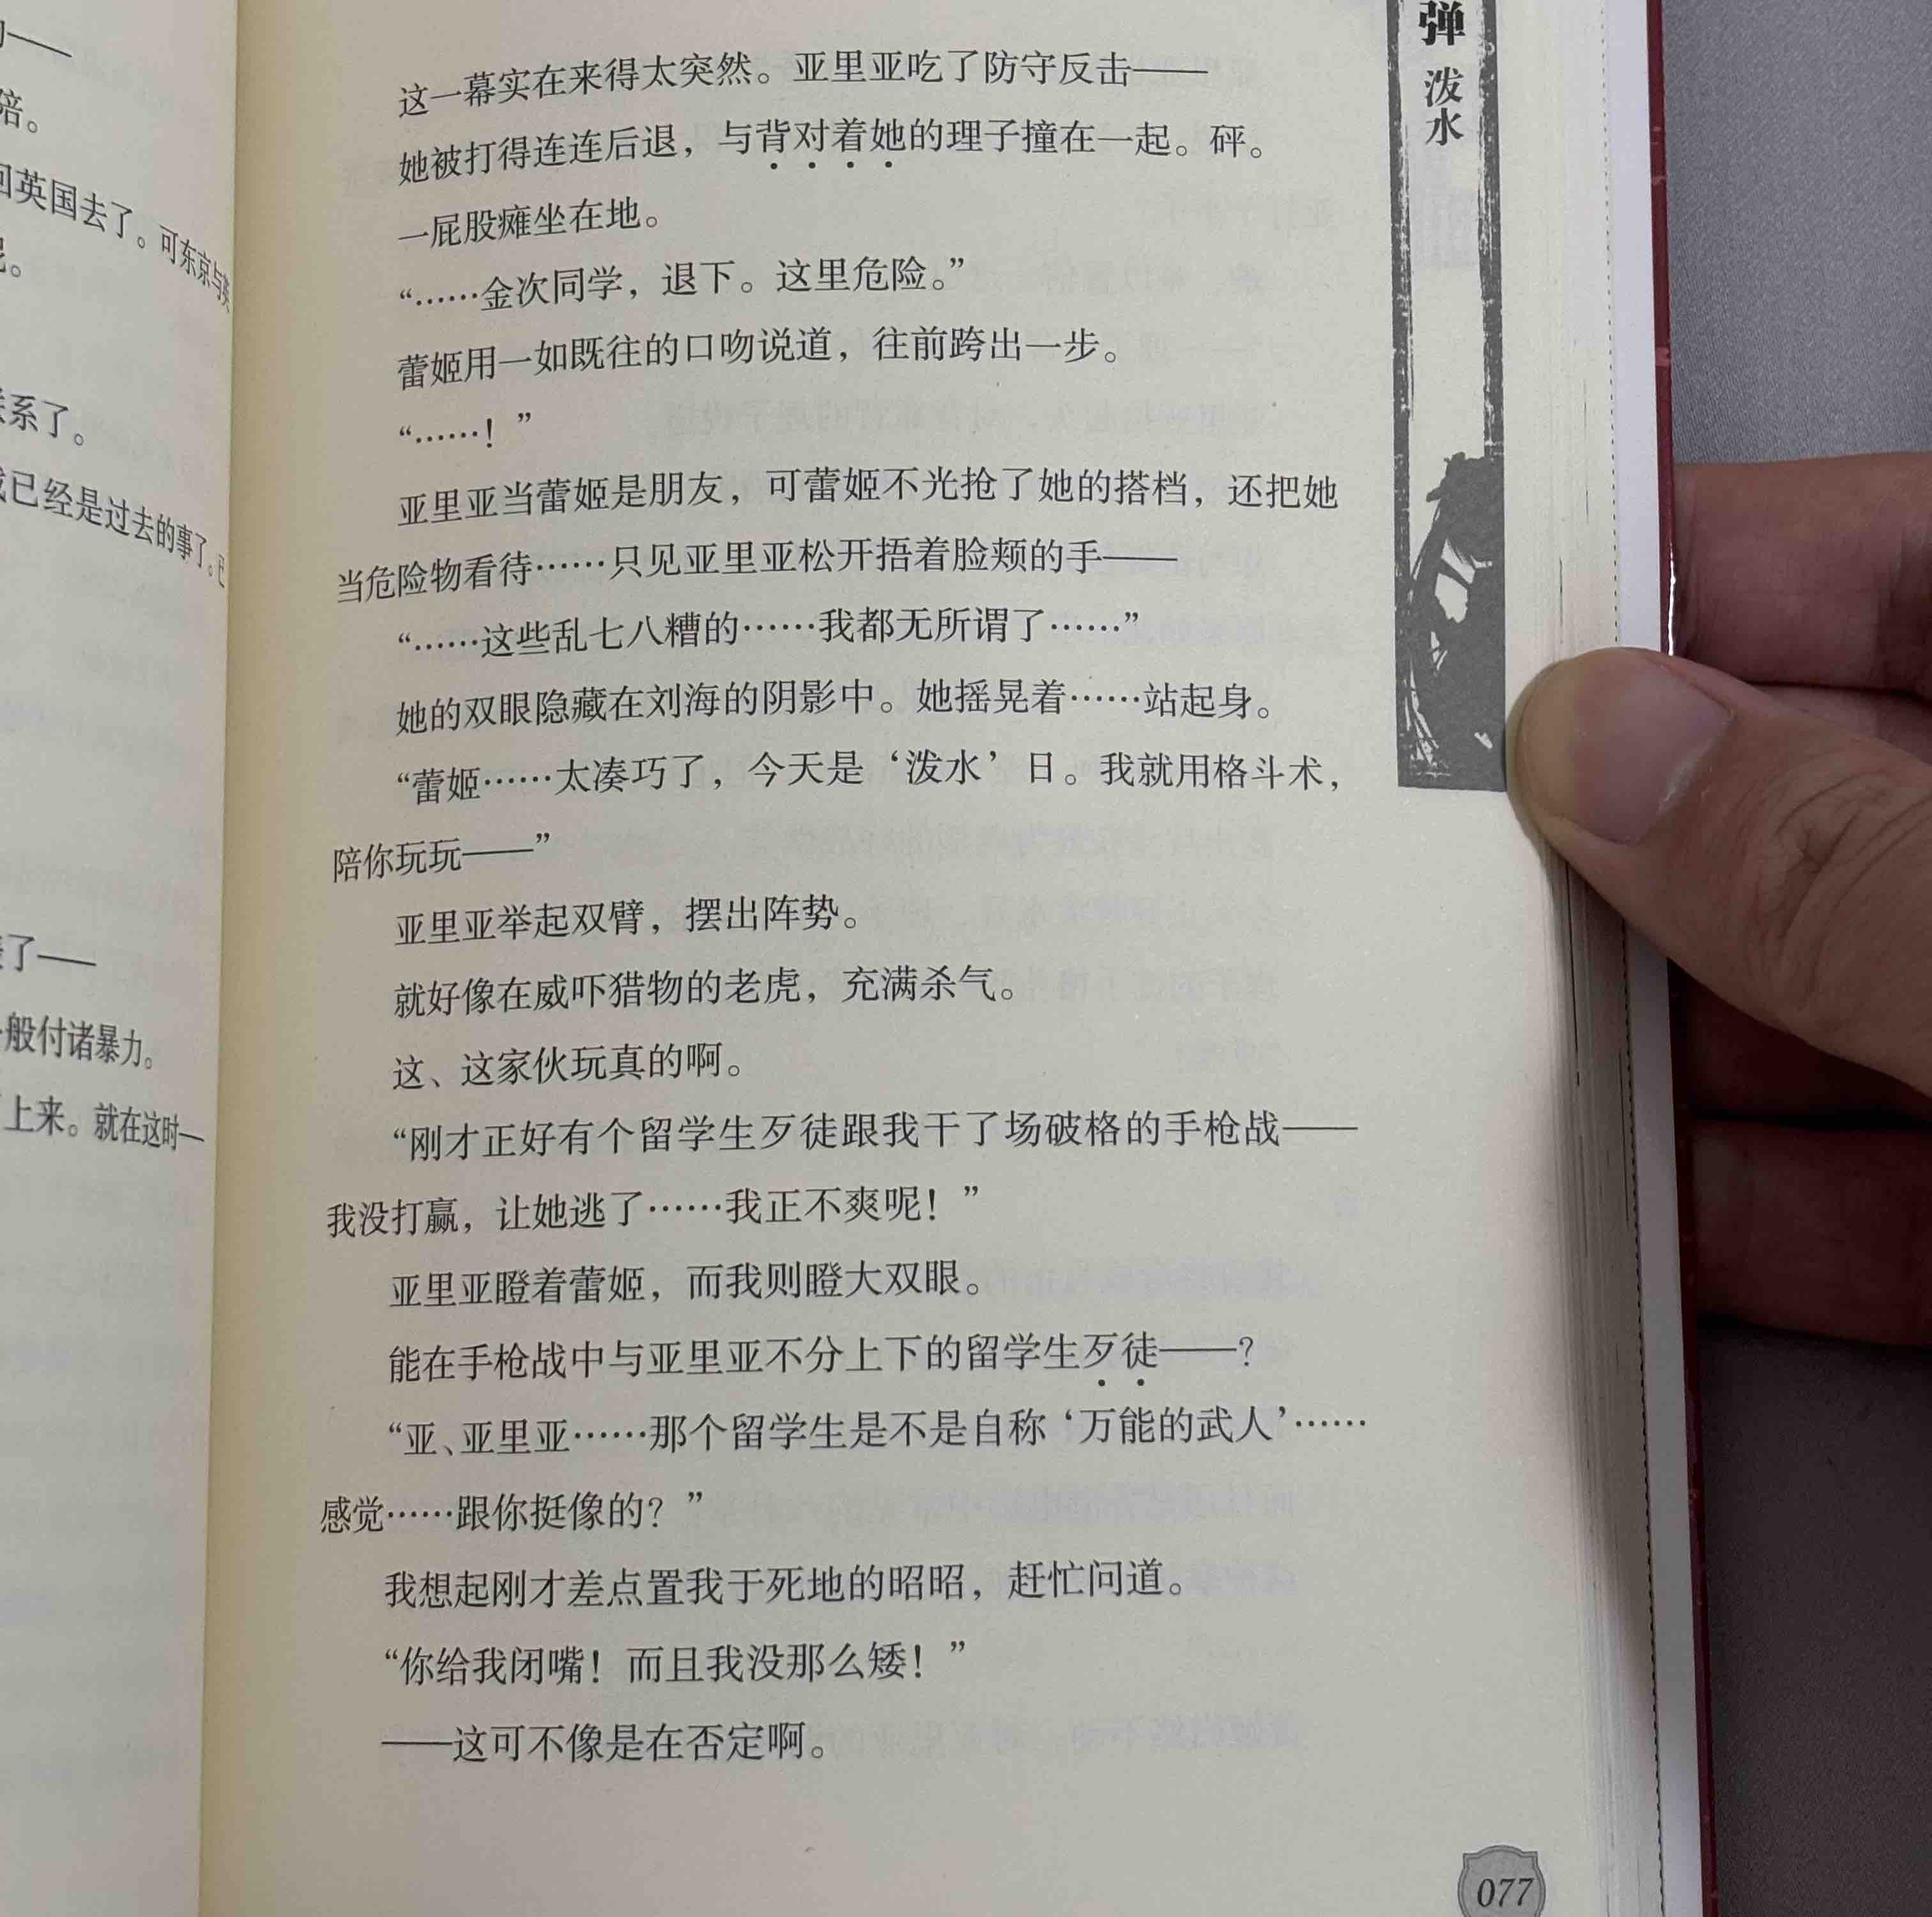 陪。
回英国去了。可东京与英
系了。
已经是过去的事了。已
了——
般付诸暴力。
上来。就在这时—
弹 泼水
这一幕实在来得太突然。亚里亚吃了防守反击——
她被打得连连后退，与背对着她的理子撞在一起。砰。
一屁股瘫坐在地。
“……金次同学，退下。这里危险。”
蕾姬用一如既往的口吻说道，往前跨出一步。
“……！”
亚里亚当蕾姬是朋友，可蕾姬不光抢了她的搭档，还把她
当危险物看待……只见亚里亚松开捂着脸颊的手——
“……这些乱七八糟的……我都无所谓了……”
她的双眼隐藏在刘海的阴影中。她摇晃着……站起身。
“蕾姬……太凑巧了，今天是‘泼水’日。我就用格斗术，
陪你玩玩——”
亚里亚举起双臂，摆出阵势。
就好像在威吓猎物的老虎，充满杀气。
这、这家伙玩真的啊。
“刚才正好有个留学生歹徒跟我干了场破格的手枪战——
我没打赢，让她逃了……我正不爽呢！”
亚里亚瞪着蕾姬，而我则瞪大双眼。
能在手枪战中与亚里亚不分上下的留学生歹徒——？
“亚、亚里亚……那个留学生是不是自称‘万能的武人’……
感觉……跟你挺像的？”
我想起刚才差点置我于死地的昭昭，赶忙问道。
“你给我闭嘴！而且我没那么矮！”
——这可不像是在否定啊。
077